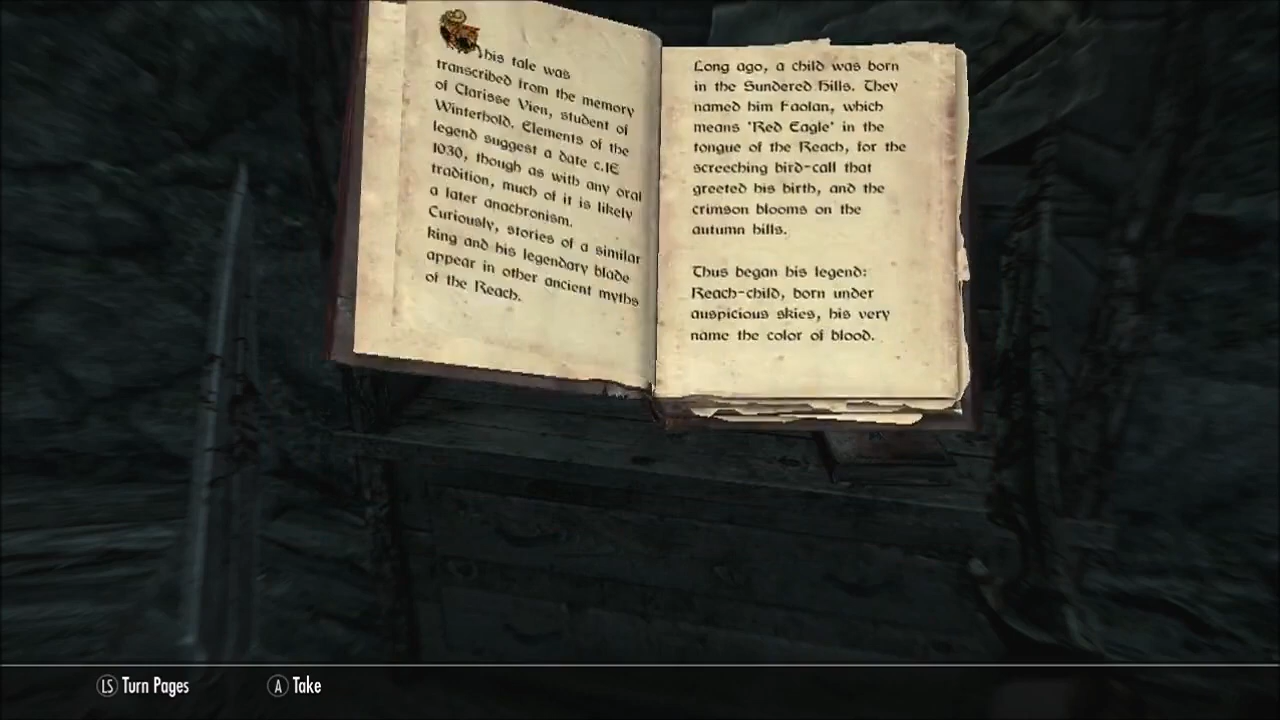 This tale was
transcribed from the memory
of Clarisse Vien, student of
Winterhold. Elements of the
legend suggest a date c.1E
1030, though as with any oral
tradition, much of it is likely
a later anachronism.
Curiously, stories of a similar
king and his legendary blade
appear in other ancient myths
of the Reach.
Long ago, a child was born
in the Sundered Hills. They
named him Faolan, which
means 'Red Eagle' in the
tongue of the Reach, for the
screeching bird-call that
greeted his birth, and the
crimson blooms on the
autumn hills.
Thus began his legend:
Reach-child, born under
auspicious skies, his very
name the color of blood.
LS Turn Pages
A Take